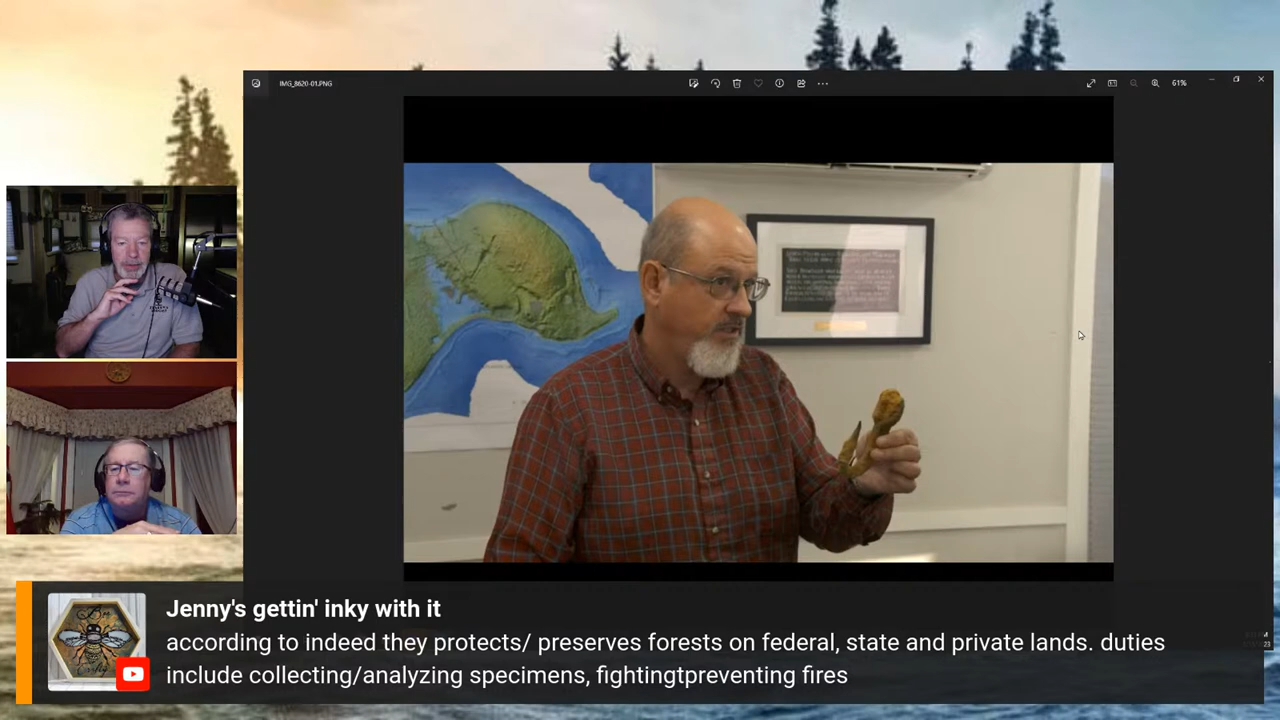 IMG_8620-01.PNG
61%
Jenny's gettin' inky with it
according to indeed they protects/ preserves forests on federal, state and private lands. duties
include collecting/analyzing specimens, fightingtpreventing fires